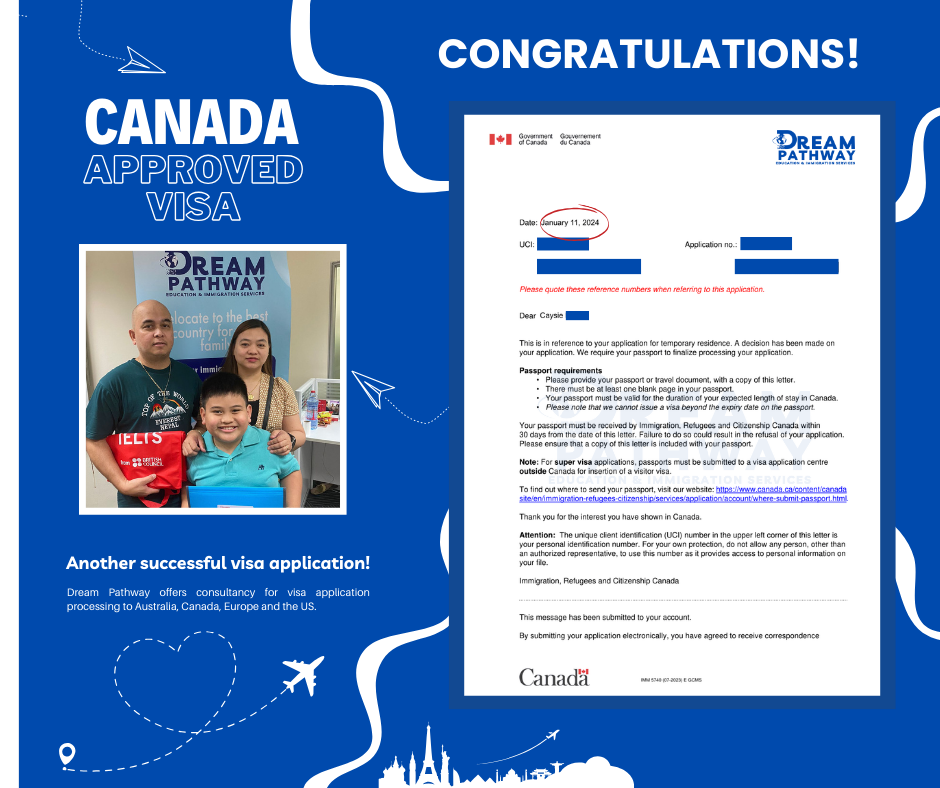 CONGRATULATIONS!
CANADA
APPROVED
VISA
DREAM
PATHWAY
EDUCATION & IMMIGRATION SERVICES
elocate to the best
country for
family
TOP OF THE WORLD
EVEREST
NEPAL
IELTS
from BRITISH
COUNCIL
Another successful visa application!
Dream Pathway offers consultancy for visa application
processing to Australia, Canada, Europe and the US.
Government Gouvernement
of Canada du Canada
DREAM
PATHWAY
EDUCATION & IMMIGRATION SERVICES
Date: January 11, 2024
UCI: Application no.:
Please quote these reference numbers when referring to this application.
Dear Caysie
This is in reference to your application for temporary residence. A decision has been made on
your application. We require your passport to finalize processing your application.
Passport requirements
• Please provide your passport or travel document, with a copy of this letter.
• There must be at least one blank page in your passport.
• Your passport must be valid for the duration of your expected length of stay in Canada.
• Please note that we cannot issue a visa beyond the expiry date on the passport.
Your passport must be received by Immigration, Refugees and Citizenship Canada within
30 days from the date of this letter. Failure to do so could result in the refusal of your application.
Please ensure that a copy of this letter is included with your passport.
Note: For super visa applications, passports must be submitted to a visa application centre
outside Canada for insertion of a visitor visa.
To find out where to send your passport, visit our website: https://www.canada.ca/content/canada
site/en/immigration-refugees-citizenship/services/application/account/where-submit-passport.html.
Thank you for the interest you have shown in Canada.
Attention: The unique client identification (UCI) number in the upper left corner of this letter is
your personal identification number. For your own protection, do not allow any person, other than
an authorized representative, to use this number as it provides access to personal information on
your file.
Immigration, Refugees and Citizenship Canada
This message has been submitted to your account.
By submitting your application electronically, you have agreed to receive correspondence
Canada
IMM 5740 (07-2023) E GCMS